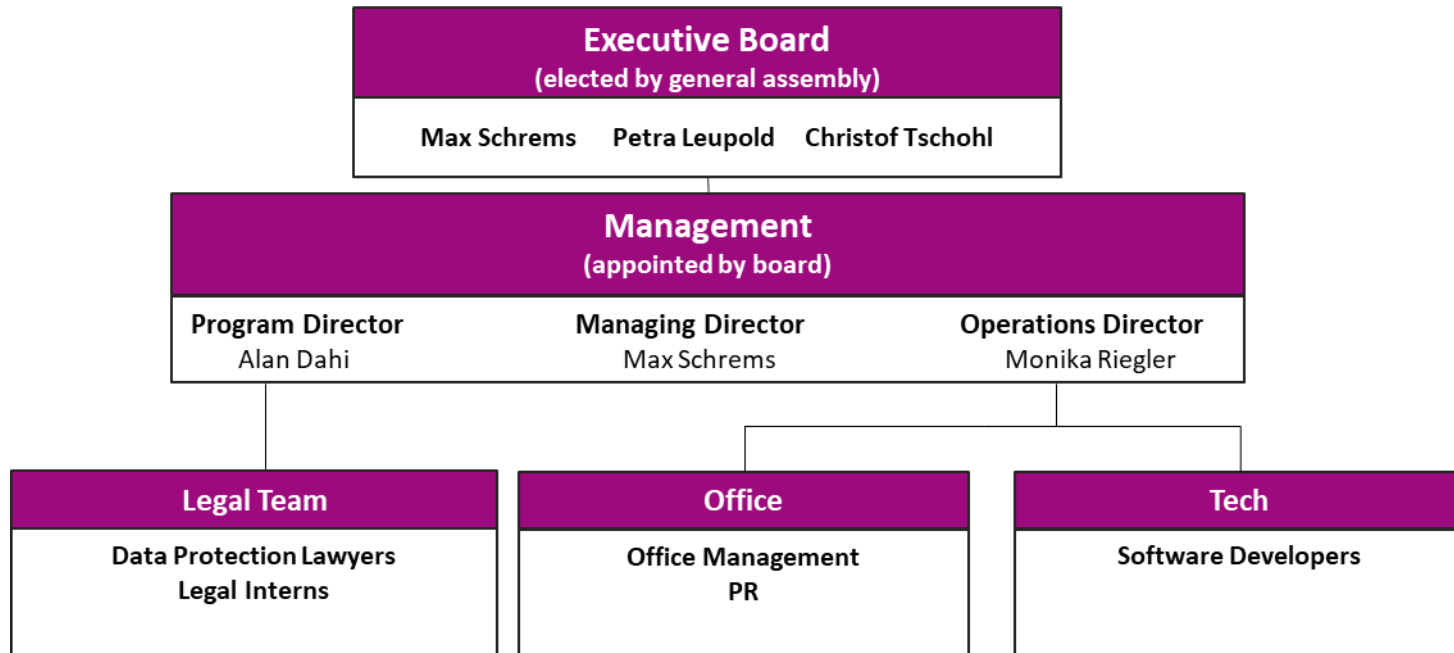 Executive Board
(elected by general assembly)
Max Schrems Petra Leupold Christof Tschohl
Management
(appointed by board)
Program Director Managing Director Operations Director
Alan Dahi Max Schrems Monika Riegler
Legal Team Office Tech
Data Protection Lawyers Office Management Software Developers
Legal Interns PR